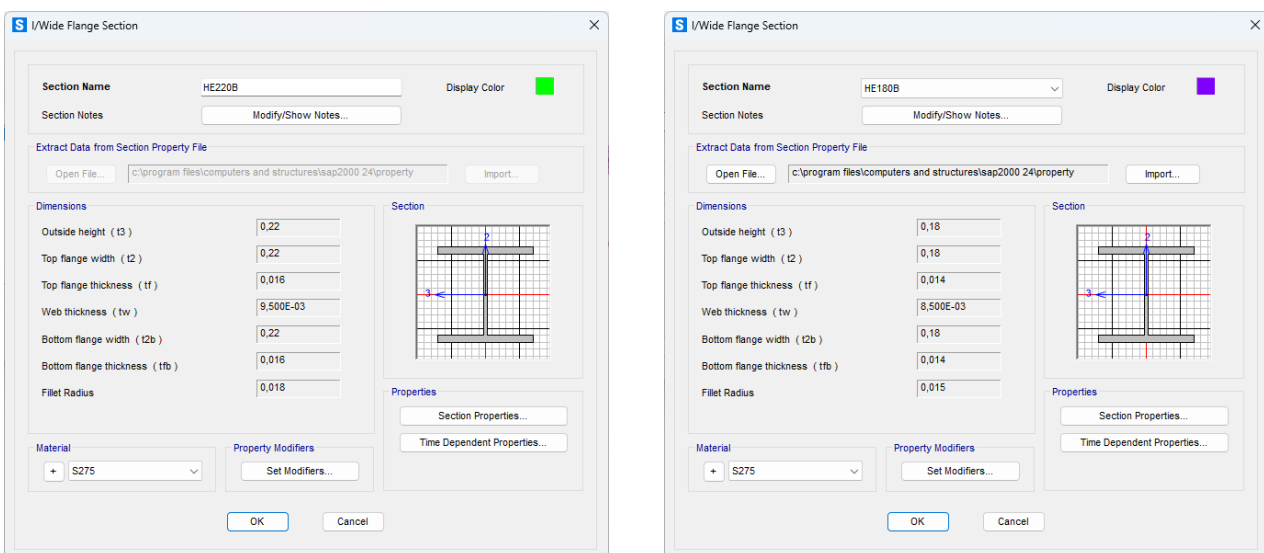 I/Wide Flange Section
Section Name HE220B Display Color
Section Notes Modify/Show Notes...
Extract Data from Section Property File
Open File... c:\program files\computers and structures\sap2000 24\property Import...
Dimensions
Outside height ( t3 ) 0,22
Top flange width ( t2 ) 0,22
Top flange thickness ( tf ) 0,016
Web thickness ( tw ) 9,500E-03
Bottom flange width ( t2b ) 0,22
Bottom flange thickness ( tfb ) 0,016
Fillet Radius 0,018
Section
2
3
Properties
Section Properties...
Time Dependent Properties...
Material
+ S275
Property Modifiers
Set Modifiers...
OK Cancel
I/Wide Flange Section
Section Name HE180B Display Color
Section Notes Modify/Show Notes...
Extract Data from Section Property File
Open File... c:\program files\computers and structures\sap2000 24\property Import...
Dimensions
Outside height ( t3 ) 0,18
Top flange width ( t2 ) 0,18
Top flange thickness ( tf ) 0,014
Web thickness ( tw ) 8,500E-03
Bottom flange width ( t2b ) 0,18
Bottom flange thickness ( tfb ) 0,014
Fillet Radius 0,015
Section
2
3
Properties
Section Properties...
Time Dependent Properties...
Material
+ S275
Property Modifiers
Set Modifiers...
OK Cancel